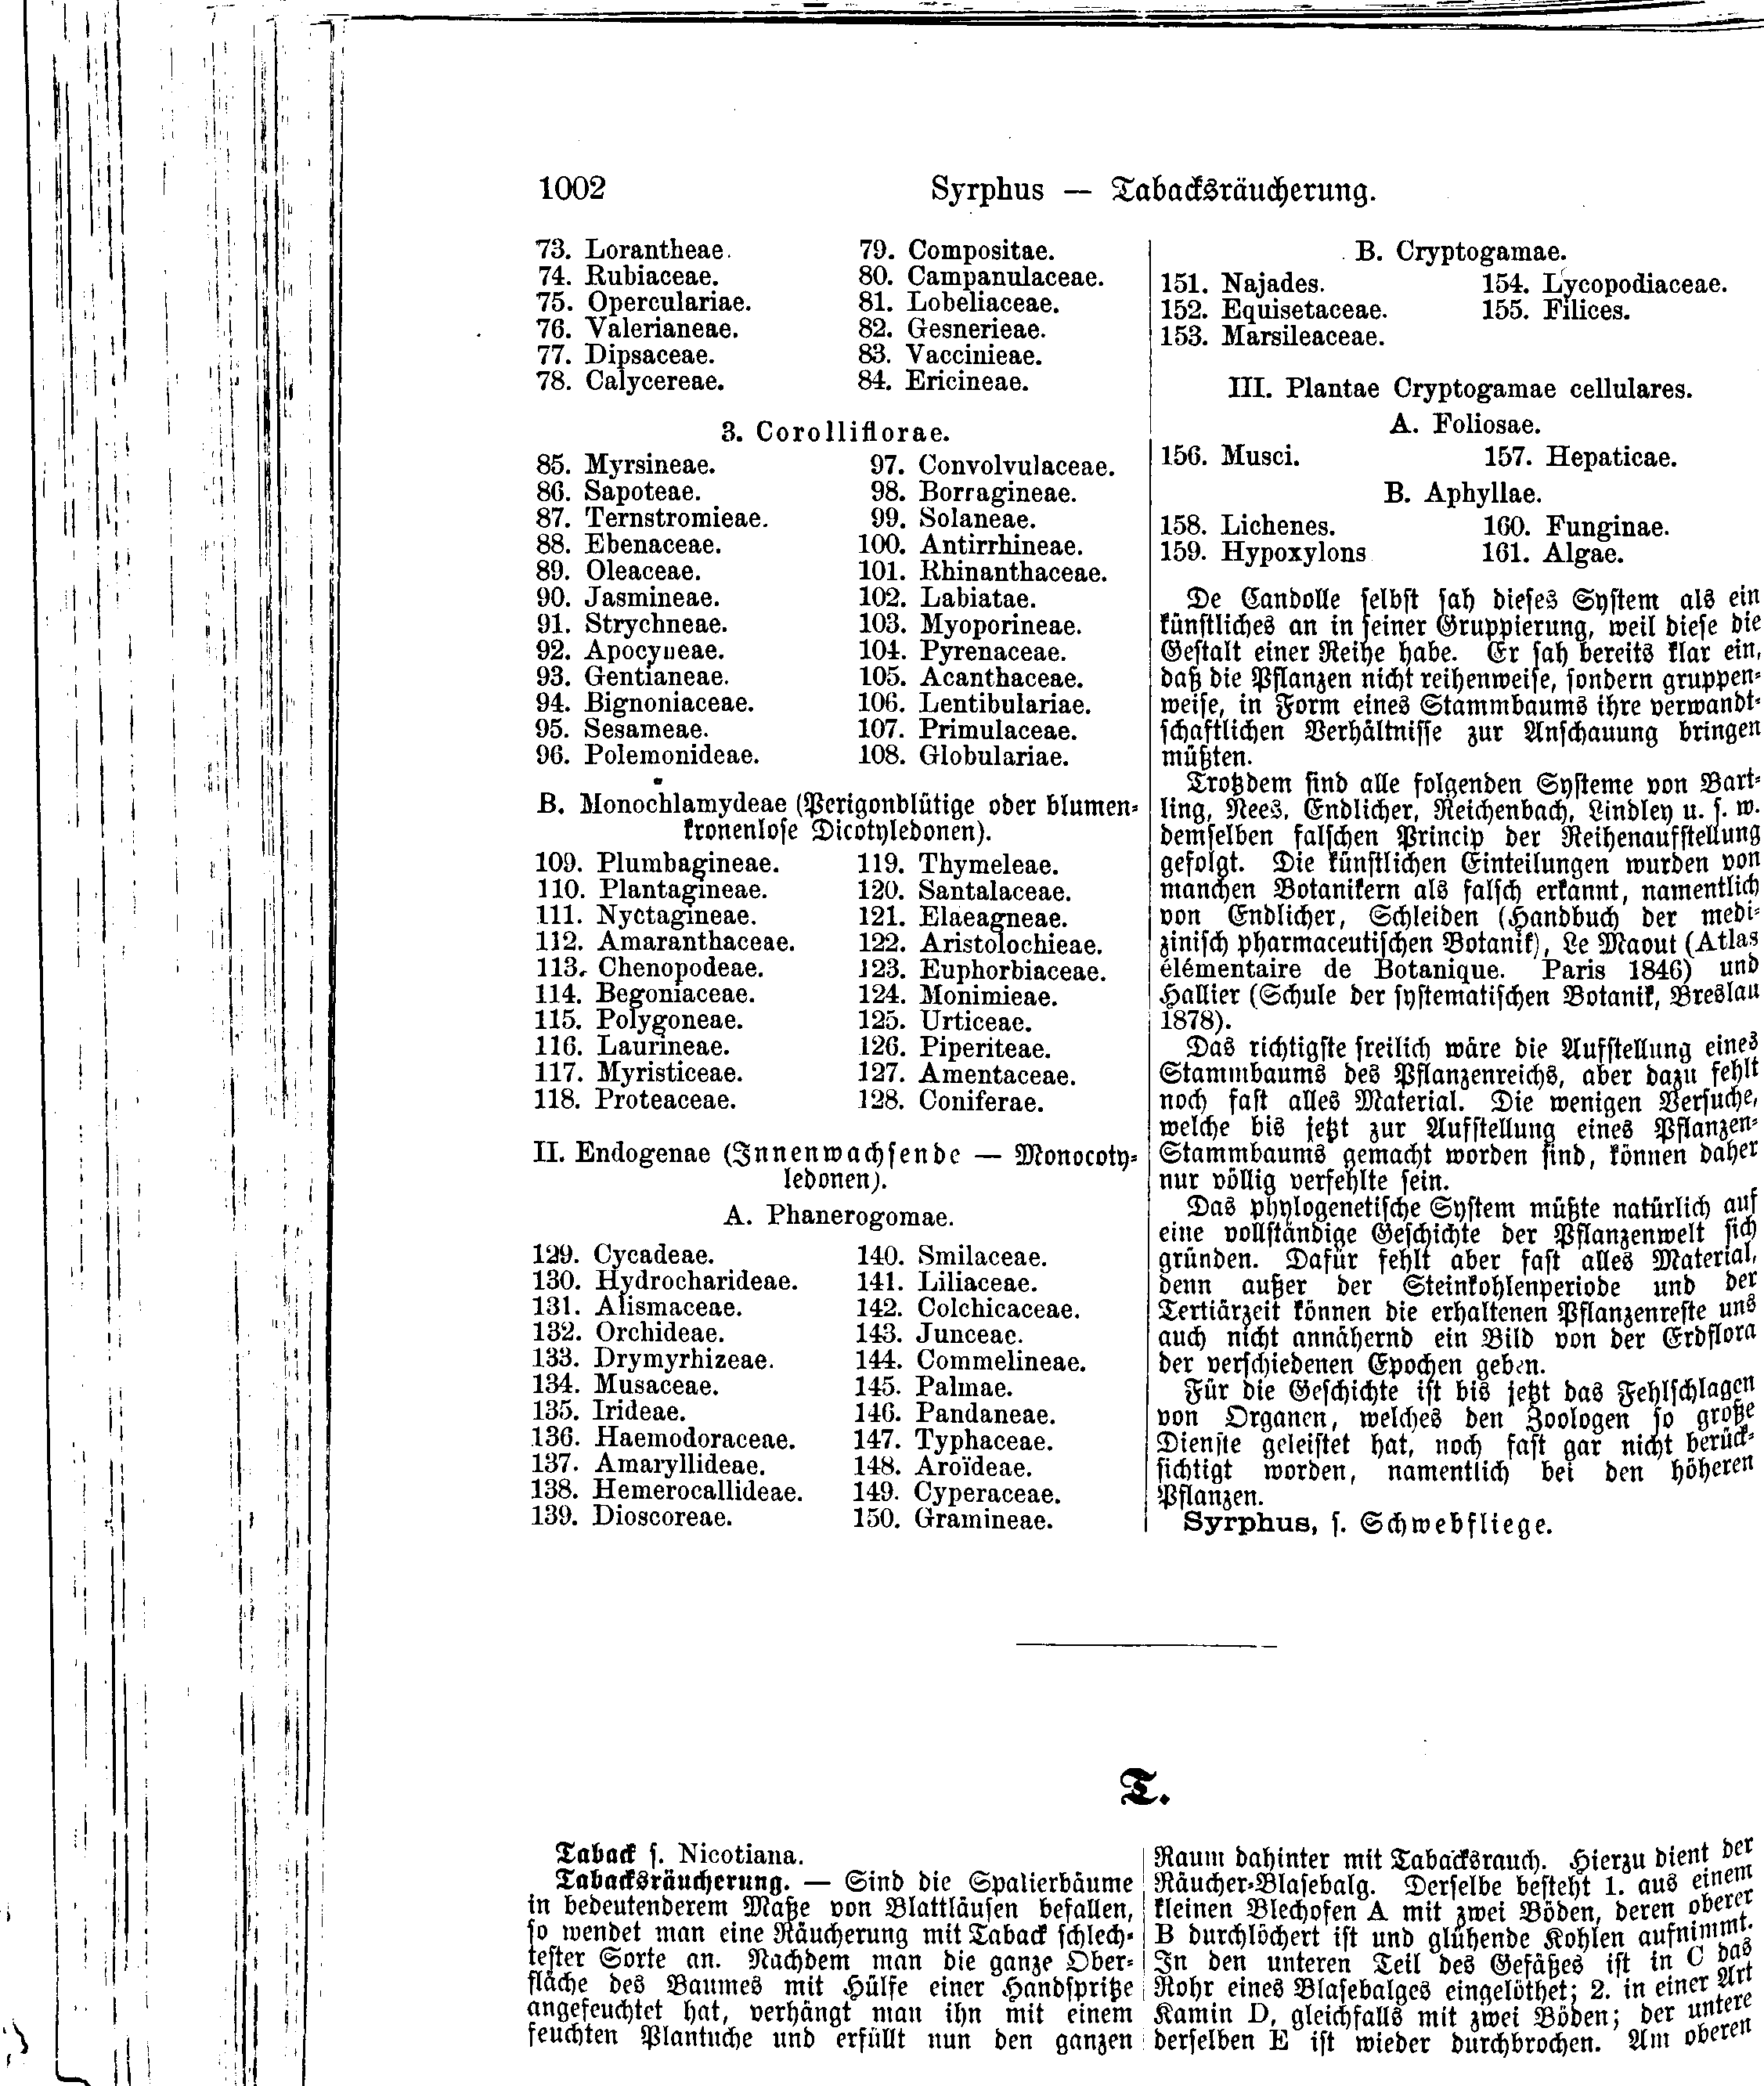 1002
Syrphus — Tabacksräucherung.
73. Lorantheae.
74. Rubiaceae.
75. Operculariae.
76. Valerianeae.
77. Dipsaceae.
78. Calycereae.
79. Compositae.
80. Campanulaceae.
81. Lobeliaceae.
82. Gesnerieae.
83. Vaccinieae.
84. Ericineae.
3. Corolliflorae.
85. Myrsineae.
86. Sapoteae.
87. Ternstromieae.
88. Ebenaceae.
89. Oleaceae.
90. Jasmineae.
91. Strychneae.
92. Apocyneae.
93. Gentianeae.
94. Bignoniaceae.
95. Sesameae.
96. Polemonideae.
97. Convolvulaceae.
98. Borragineae.
99. Solaneae.
100. Antirrhineae.
101. Rhinanthaceae.
102. Labiatae.
103. Myoporineae.
104. Pyrenaceae.
105. Acanthaceae.
106. Lentibulariae.
107. Primulaceae.
108. Globulariae.
B. Monochlamydeae (Perigonblütige oder blumen-
kronenlose Dicotyledonen).
109. Plumbagineae.
110. Plantagineae.
111. Nyctagineae.
112. Amaranthaceae.
113. Chenopodeae.
114. Begoniaceae.
115. Polygoneae.
116. Laurineae.
117. Myristiceae.
118. Proteaceae.
119. Thymeleae.
120. Santalaceae.
121. Elaeagneae.
122. Aristolochieae.
123. Euphorbiaceae.
124. Monimieae.
125. Urticeae.
126. Piperiteae.
127. Amentaceae.
128. Coniferae.
II. Endogenae (Innenwachsende — Monocoty-
ledonen).
A. Phanerogomae.
129. Cycadeae.
130. Hydrocharideae.
131. Alismaceae.
132. Orchideae.
133. Drymyrhizeae.
134. Musaceae.
135. Irideae.
136. Haemodoraceae.
137. Amaryllideae.
138. Hemerocallideae.
139. Dioscoreae.
140. Smilaceae.
141. Liliaceae.
142. Colchicaceae.
143. Junceae.
144. Commelineae.
145. Palmae.
146. Pandaneae.
147. Typhaceae.
148. Aroïdeae.
149. Cyperaceae.
150. Gramineae.
B. Cryptogamae.
151. Najades.
152. Equisetaceae.
153. Marsileaceae.
154. Lycopodiaceae.
155. Filices.
III. Plantae Cryptogamae cellulares.
A. Foliosae.
156. Musci.
157. Hepaticae.
B. Aphyllae.
158. Lichenes.
159. Hypoxylons
160. Funginae.
161. Algae.
De Candolle selbst sah dieses System als ein
künstliches an in seiner Gruppierung, weil diese die
Gestalt einer Reihe habe. Er sah bereits klar ein,
daß die Pflanzen nicht reihenweise, sondern gruppen-
weise, in Form eines Stammbaums ihre verwandt-
schaftlichen Verhältnisse zur Anschauung bringen
müßten.
Trotzdem sind alle folgenden Systeme von Bart-
ling, Nees, Endlicher, Reichenbach, Lindley u. s. w.
demselben falschen Princip der Reihenaufstellung
gefolgt. Die künstlichen Einteilungen wurden von
manchen Botanikern als falsch erkannt, namentlich
von Endlicher, Schleiden (Handbuch der medi-
zinisch pharmaceutischen Botanik), Le Maout (Atlas
élémentaire de Botanique. Paris 1846) und
Hallier (Schule der systematischen Botanik, Breslau
1878).
Das richtigste freilich wäre die Aufstellung eines
Stammbaums des Pflanzenreichs, aber dazu fehlt
noch fast alles Material. Die wenigen Versuche,
welche bis jetzt zur Aufstellung eines Pflanzen-
Stammbaums gemacht worden sind, können daher
nur völlig verfehlte sein.
Das phylogenetische System müßte natürlich auf
eine vollständige Geschichte der Pflanzenwelt sich
gründen. Dafür fehlt aber fast alles Material,
denn außer der Steinkohlenperiode und der
Tertiärzeit können die erhaltenen Pflanzenreste uns
auch nicht annähernd ein Bild von der Erdflora
der verschiedenen Epochen geben.
Für die Geschichte ist bis jetzt das Fehlschlagen
von Organen, welches den Zoologen so große
Dienste geleistet hat, noch fast gar nicht berück-
sichtigt worden, namentlich bei den höheren
Pflanzen.
Syrphus, s. Schwebfliege.
T.
Taback s. Nicotiana.
Tabacksräucherung. — Sind die Spalierbäume
in bedeutenderem Maße von Blattläusen befallen,
so wendet man eine Räucherung mit Taback schlech-
tester Sorte an. Nachdem man die ganze Ober-
fläche des Baumes mit Hülfe einer Handspritze
angefeuchtet hat, verhängt man ihn mit einem
feuchten Plantuche und erfüllt nun den ganzen
Raum dahinter mit Tabacksrauch. Hierzu dient der
Räucher-Blasebalg. Derselbe besteht 1. aus einem
kleinen Blechofen A mit zwei Böden, deren oberer
B durchlöchert ist und glühende Kohlen aufnimmt.
In den unteren Teil des Gefäßes ist in C das
Rohr eines Blasebalges eingelöthet; 2. in einer Art
Kamin D, gleichfalls mit zwei Böden; der untere
derselben E ist wieder durchbrochen. Am oberen